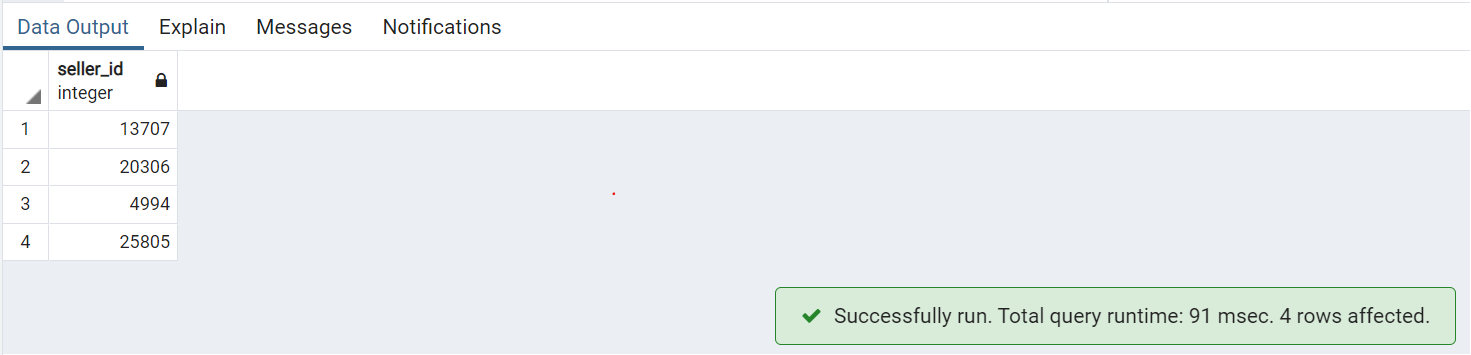 Data Output Explain Messages Notifications
seller_id
integer
1 13707
2 20306
3 4994
4 25805
Successfully run. Total query runtime: 91 msec. 4 rows affected.